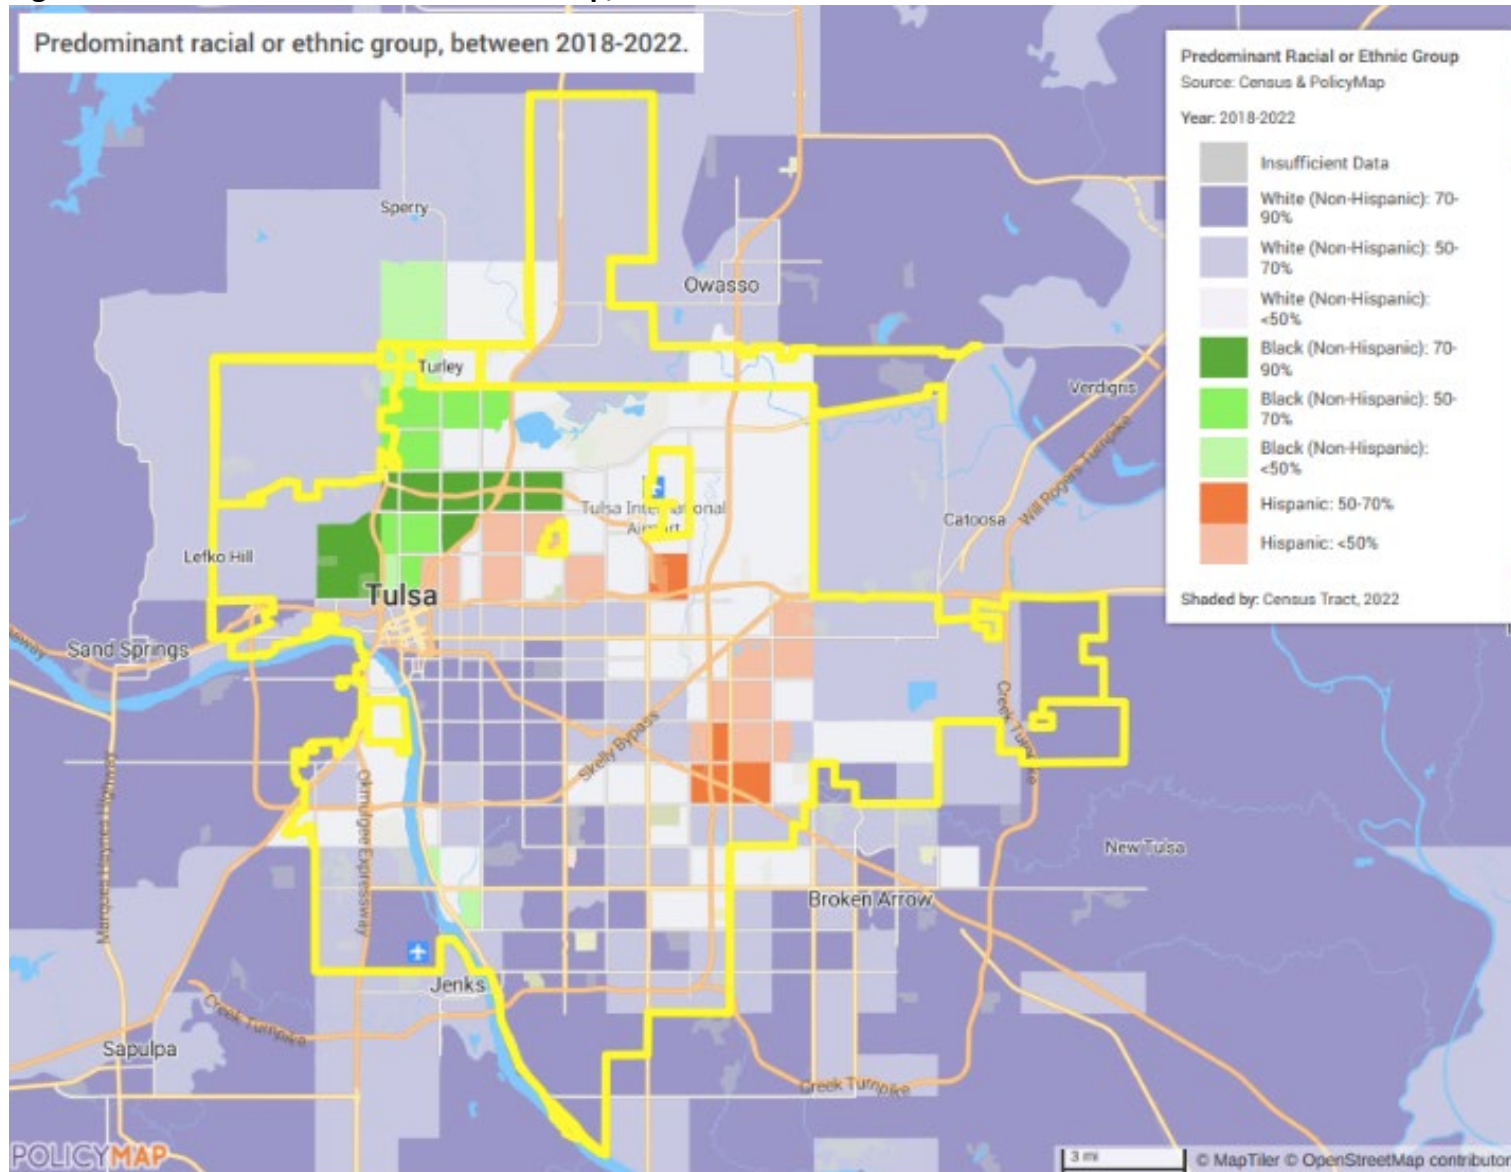 Predominant racial or ethnic group, between 2018-2022.
Predominant Racial or Ethnic Group
Source: Census & PolicyMap
Year: 2018-2022
Insufficient Data
White (Non-Hispanic): 70-
90%
White (Non-Hispanic): 50-
70%
White (Non-Hispanic):
<50%
Black (Non-Hispanic): 70-
90%
Black (Non-Hispanic): 50-
70%
Black (Non-Hispanic):
<50%
Hispanic: 50-70%
Hispanic: <50%
Shaded by: Census Tract, 2022
Sperry
Owasso
Turley
Verdigris
Will Rogers Turnpike
Tulsa International
Airport
Catoosa
Lefko Hill
Tulsa
Sand Springs
Creek Turnpike
Skelly Bypass
Okmulgee Expressway
New Tulsa
Broken Arrow
Jenks
Creek Turnpike
Sapulpa
Creek Turnpike
POLICYMAP
3 mi
© MapTiler © OpenStreetMap contributor